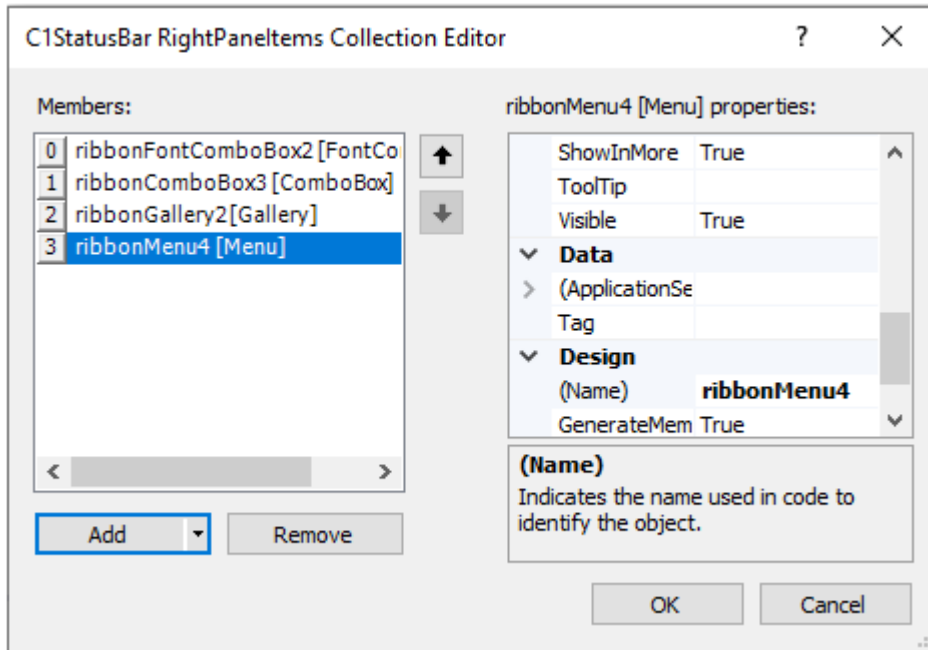 C1StatusBar RightPaneItems Collection Editor
Members:
0 ribbonFontComboBox2 [FontCo
1 ribbonComboBox3 [ComboBox]
2 ribbonGallery2 [Gallery]
3 ribbonMenu4 [Menu]
Add
Remove
ribbonMenu4 [Menu] properties:
ShowInMore True
ToolTip
Visible True
Data
(ApplicationSe
Tag
Design
(Name) ribbonMenu4
GenerateMem True
(Name)
Indicates the name used in code to
identify the object.
OK
Cancel